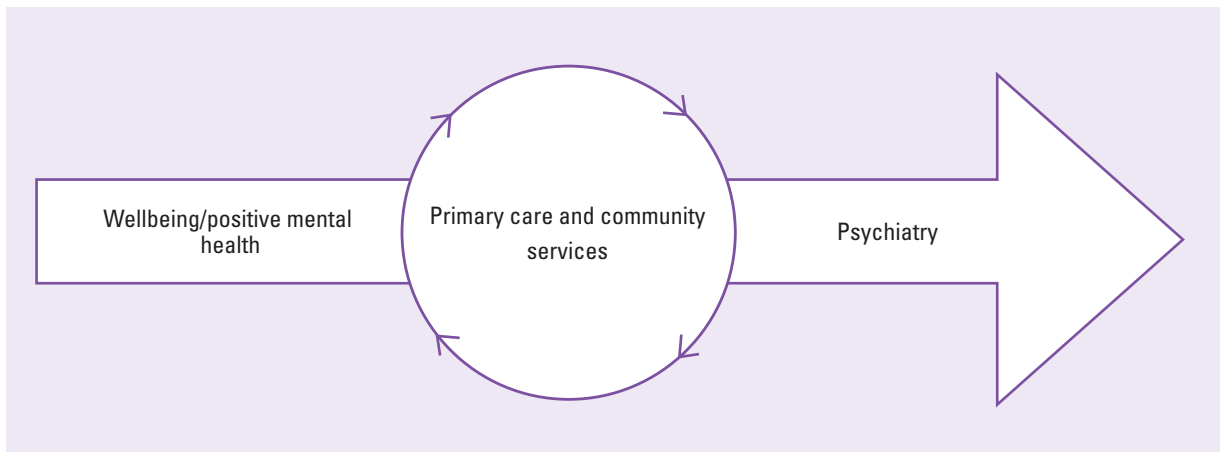 Wellbeing/positive mental
health
Primary care and community
services
Psychiatry